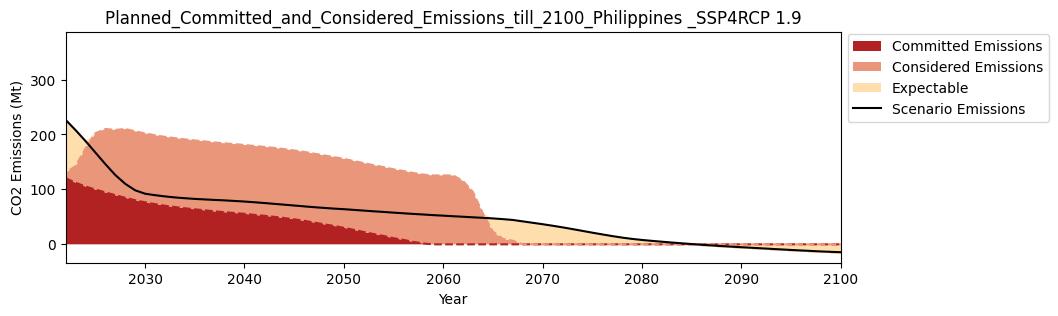 Planned_Committed_and_Considered_Emissions_till_2100_Philippines _SSP4RCP 1.9
Committed Emissions
Considered Emissions
Expectable
Scenario Emissions
CO2 Emissions (Mt)
300
200
100
0
2030 2040 2050 2060 2070 2080 2090 2100
Year